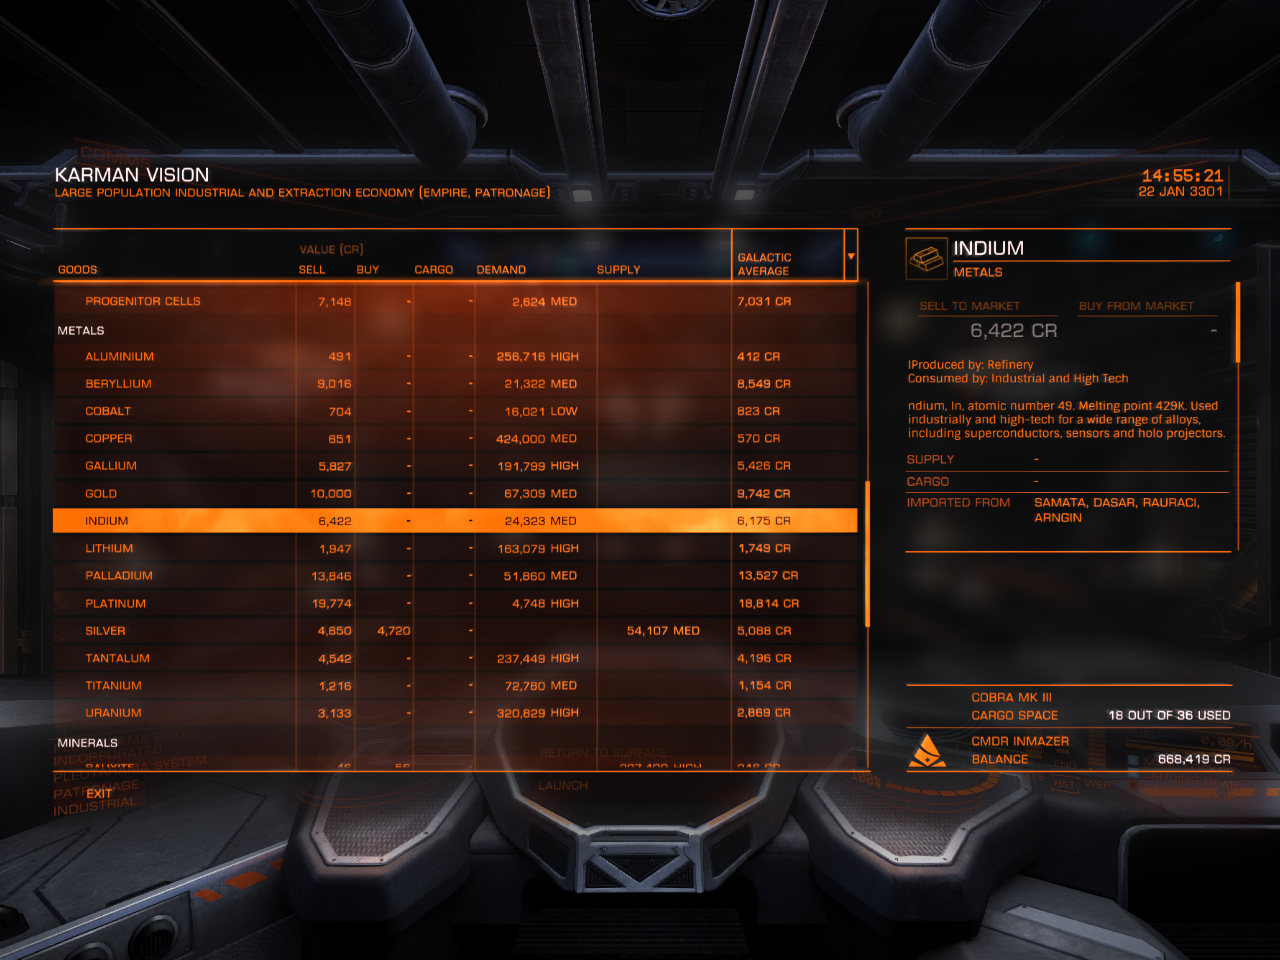 COMMS
KARMAN VISION
LARGE POPULATION INDUSTRIAL AND EXTRACTION ECONOMY (EMPIRE, PATRONAGE)
14:55:21
22 JAN 3301
VALUE (CR)
GOODS SELL BUY CARGO DEMAND SUPPLY GALACTIC AVERAGE
PROGENITOR CELLS 7,148 - - 2,624 MED 7,031 CR
METALS
ALUMINIUM 491 - - 256,716 HIGH 412 CR
BERYLLIUM 9,016 - - 21,322 MED 8,549 CR
COBALT 704 - - 16,021 LOW 823 CR
COPPER 651 - - 424,000 MED 570 CR
GALLIUM 5,827 - - 191,799 HIGH 5,426 CR
GOLD 10,000 - - 67,309 MED 9,742 CR
INDIUM 6,422 - - 24,323 MED 6,175 CR
LITHIUM 1,947 - - 163,079 HIGH 1,749 CR
PALLADIUM 13,846 - - 51,860 MED 13,527 CR
PLATINUM 19,774 - - 4,748 HIGH 18,814 CR
SILVER 4,650 4,720 - 54,107 MED 5,088 CR
TANTALUM 4,542 - - 237,449 HIGH 4,196 CR
TITANIUM 1,216 - - 72,780 MED 1,154 CR
URANIUM 3,133 - - 320,829 HIGH 2,869 CR
MINERALS
RETURN TO SURFACE
LAUNCH
EXIT
INCORPORATED
SYSTEM
PATRONAGE
INDUSTRIAL
INDIUM
METALS
SELL TO MARKET BUY FROM MARKET
6,422 CR -
IProduced by: Refinery
Consumed by: Industrial and High Tech
ndium, In, atomic number 49. Melting point 429K. Used
industrially and high-tech for a wide range of alloys,
including superconductors, sensors and holo projectors.
SUPPLY -
CARGO -
IMPORTED FROM SAMATA, DASAR, RAURACI,
ARNGIN
COBRA MK III
CARGO SPACE 18 OUT OF 36 USED
CMDR INMAZER
BALANCE 668,419 CR
100%
RST WEP